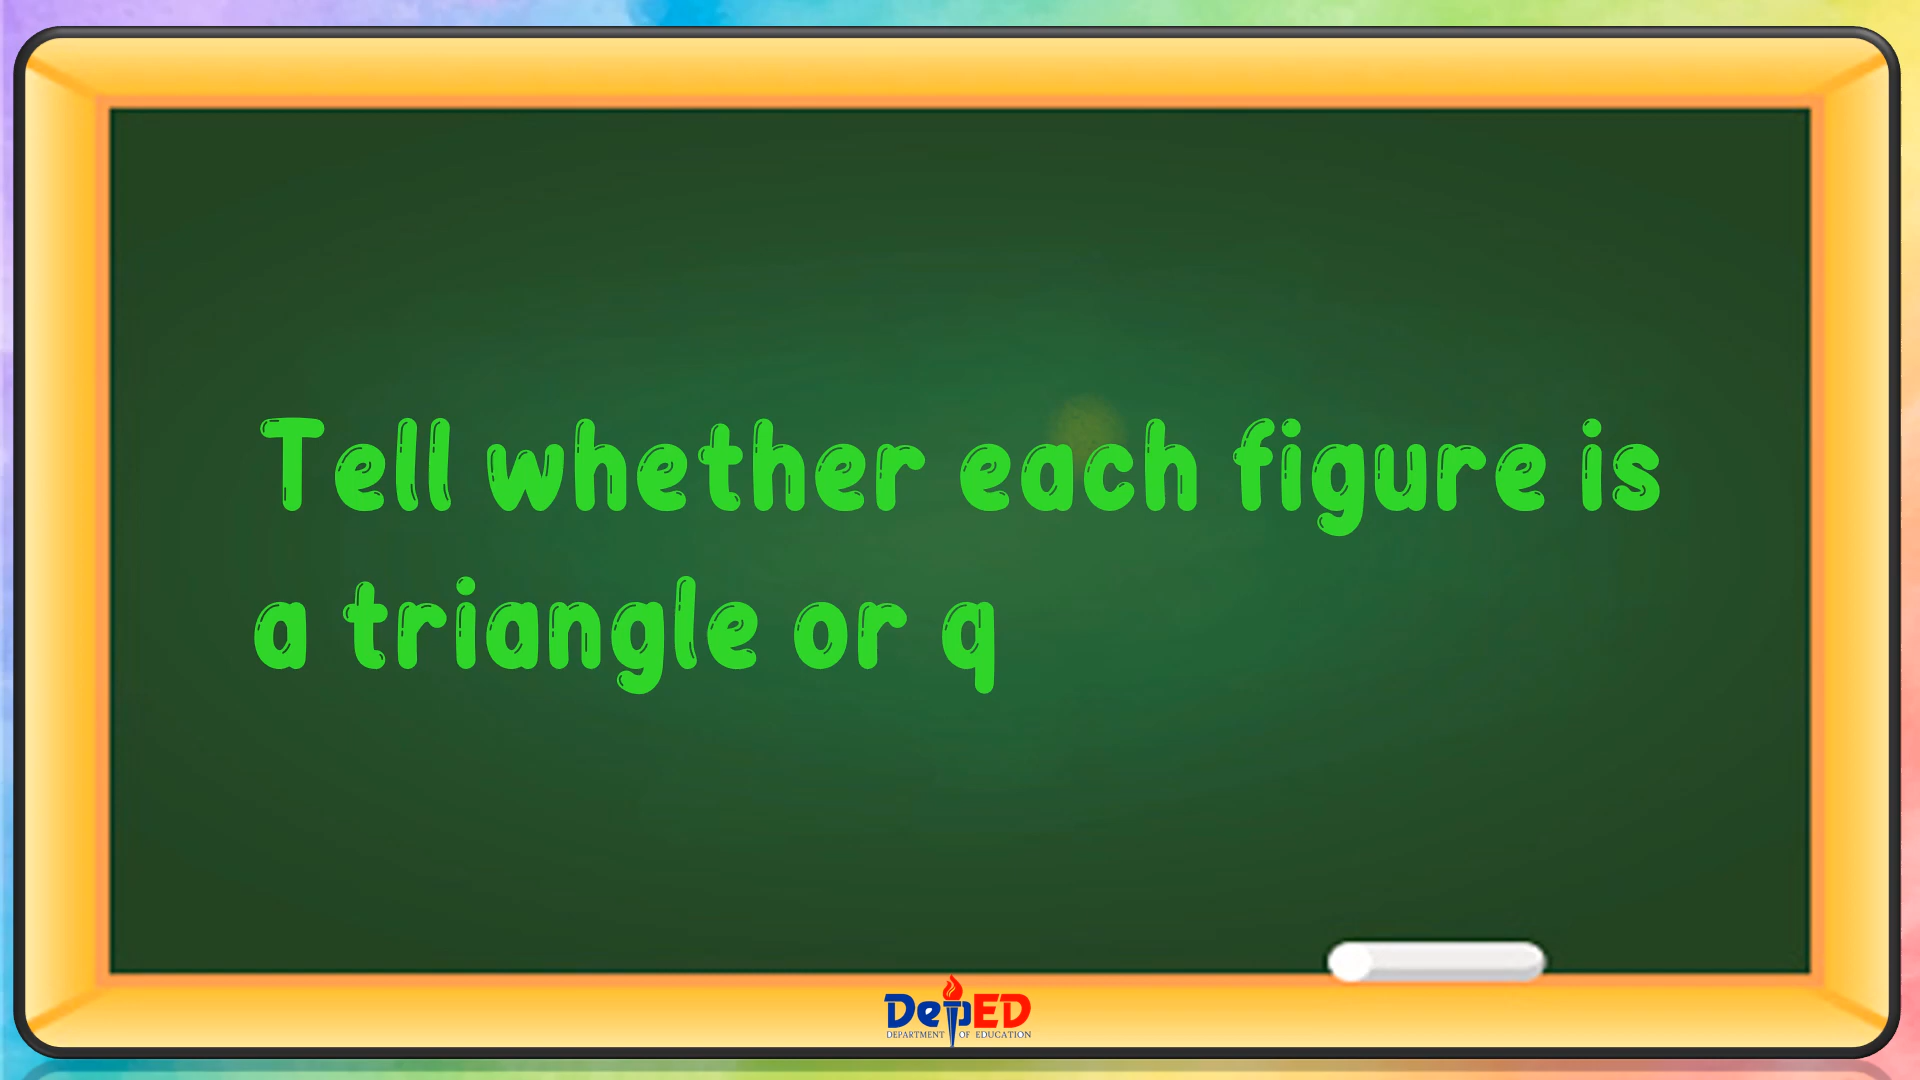 Tell whether each figure is
a triangle or q
DepED
DEPARTMENT OF EDUCATION